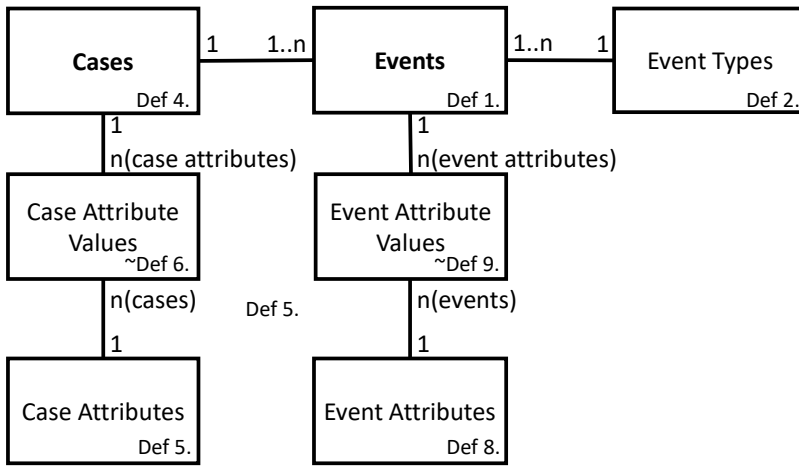 1 1..n 1..n 1
Cases Events Event Types
Def 4. Def 1. Def 2.
1 1
n(case attributes) n(event attributes)
Case Attribute Event Attribute
Values Values
~Def 6. ~Def 9.
n(cases) Def 5. n(events)
1 1
Case Attributes Event Attributes
Def 5. Def 8.